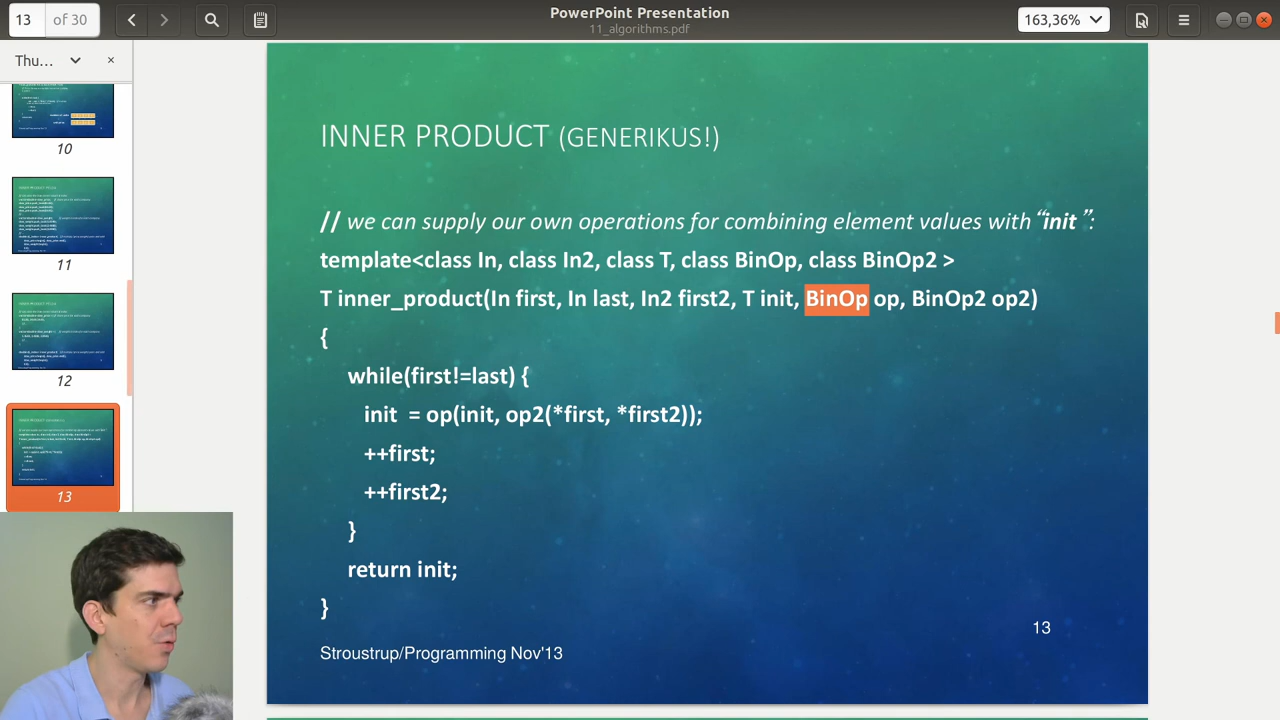 13 of 30
PowerPoint Presentation
11_algorithms.pdf
163,36%
Thu...
10
11
12
13
INNER PRODUCT (GENERIKUS!)
// we can supply our own operations for combining element values with “init”:
template<class In, class In2, class T, class BinOp, class BinOp2 >
T inner_product(In first, In last, In2 first2, T init, BinOp op, BinOp2 op2)
{
while(first!=last) {
init = op(init, op2(*first, *first2));
++first;
++first2;
}
return init;
}
13
Stroustrup/Programming Nov'13